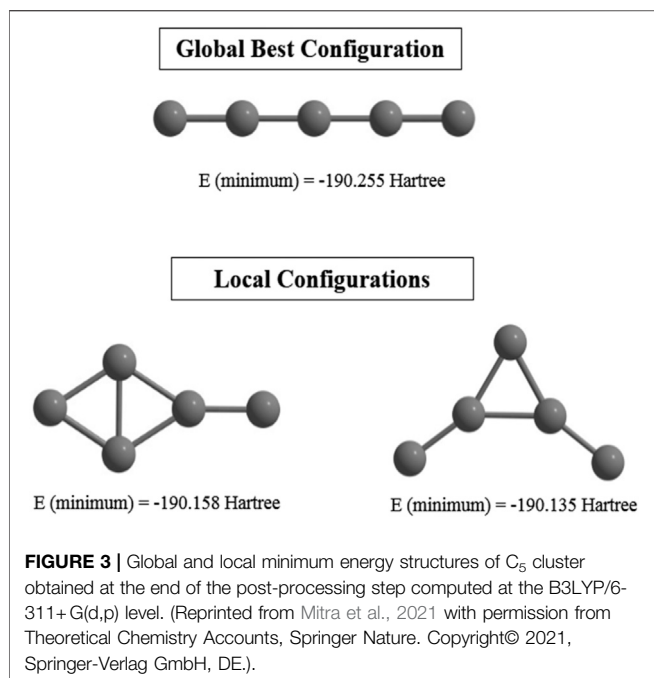 Global Best Configuration
E (minimum) = -190.255 Hartree
Local Configurations
E (minimum) = -190.158 Hartree
E (minimum) = -190.135 Hartree
FIGURE 3 | Global and local minimum energy structures of C₅ cluster
obtained at the end of the post-processing step computed at the B3LYP/6-
311+G(d,p) level. (Reprinted from Mitra et al., 2021 with permission from
Theoretical Chemistry Accounts, Springer Nature. Copyright© 2021,
Springer-Verlag GmbH, DE.).